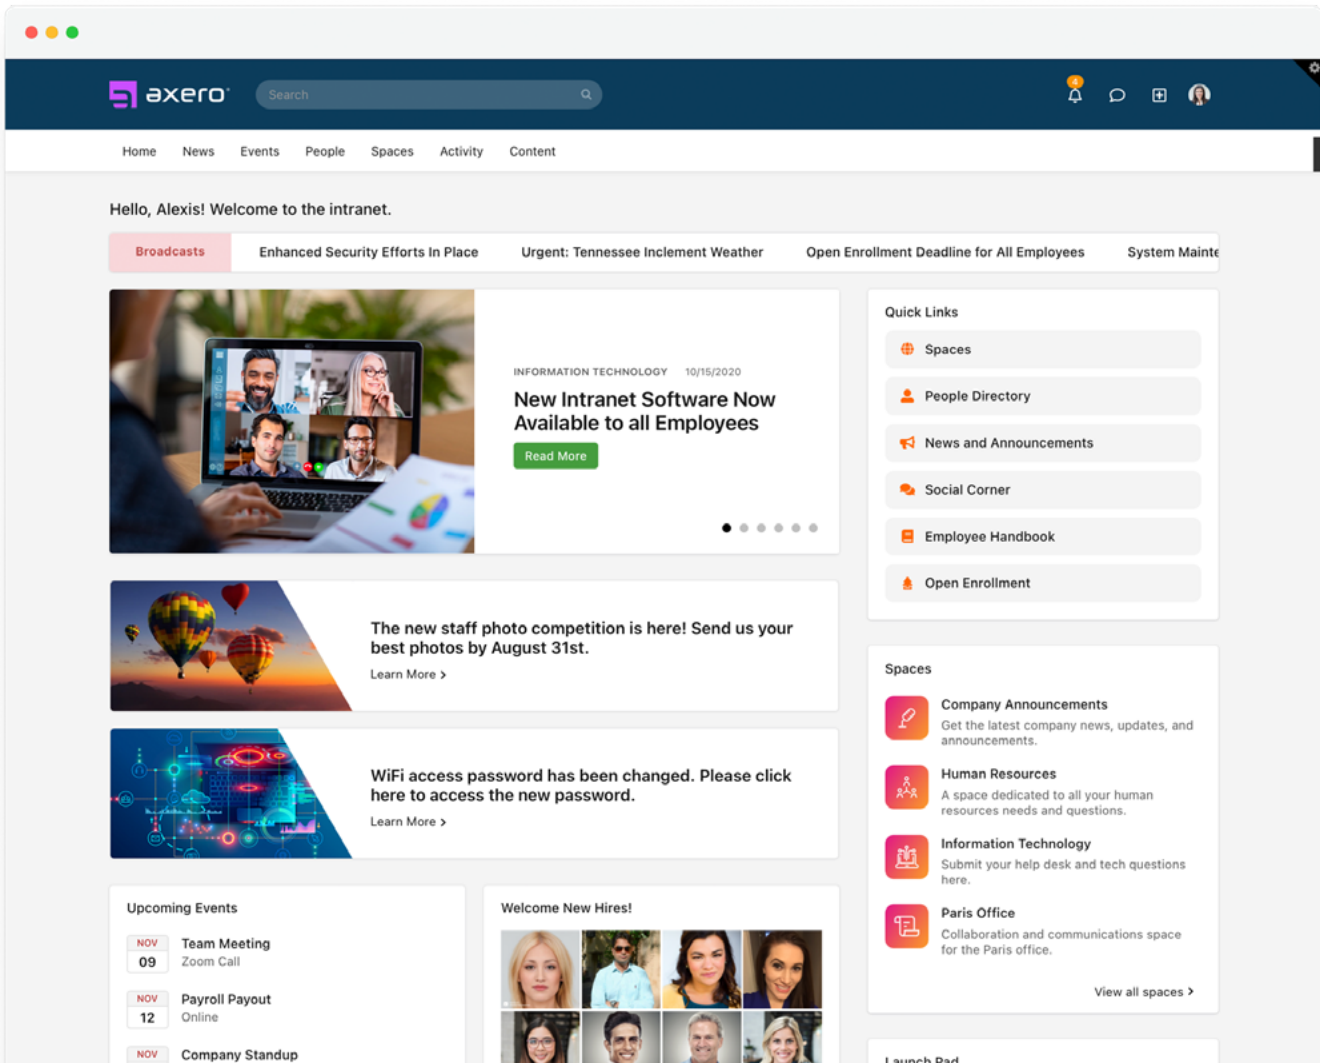 axero
Search
4
Home News Events People Spaces Activity Content
Hello, Alexis! Welcome to the intranet.
Broadcasts Enhanced Security Efforts In Place Urgent: Tennessee Inclement Weather Open Enrollment Deadline for All Employees System Mainte
INFORMATION TECHNOLOGY 10/15/2020
New Intranet Software Now
Available to all Employees
Read More
The new staff photo competition is here! Send us your
best photos by August 31st.
Learn More >
WiFi access password has been changed. Please click
here to access the new password.
Learn More >
Upcoming Events
NOV
09
Team Meeting
Zoom Call
NOV
12
Payroll Payout
Online
NOV
Company Standup
Welcome New Hires!
Quick Links
Spaces
People Directory
News and Announcements
Social Corner
Employee Handbook
Open Enrollment
Spaces
Company Announcements
Get the latest company news, updates, and
announcements.
Human Resources
A space dedicated to all your human
resources needs and questions.
Information Technology
Submit your help desk and tech questions
here.
Paris Office
Collaboration and communications space
for the Paris office.
View all spaces >
Launch Pad